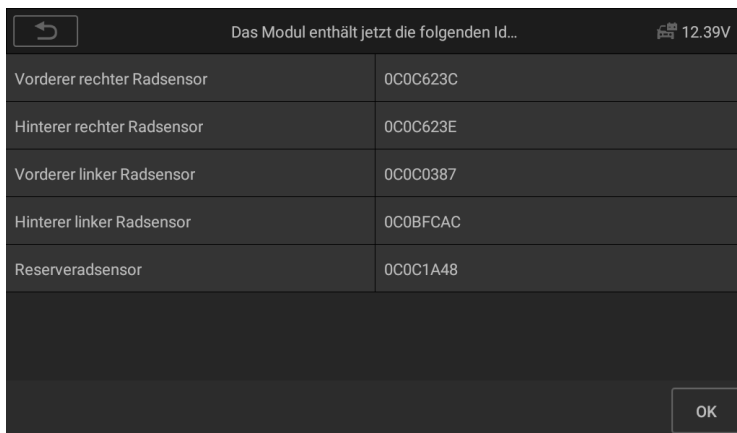 Das Modul enthält jetzt die folgenden Id... 12.39V
Vorderer rechter Radsensor 0C0C623C
Hinterer rechter Radsensor 0C0C623E
Vorderer linker Radsensor 0C0C0387
Hinterer linker Radsensor 0C0BFCAC
Reserveradsensor 0C0C1A48
OK